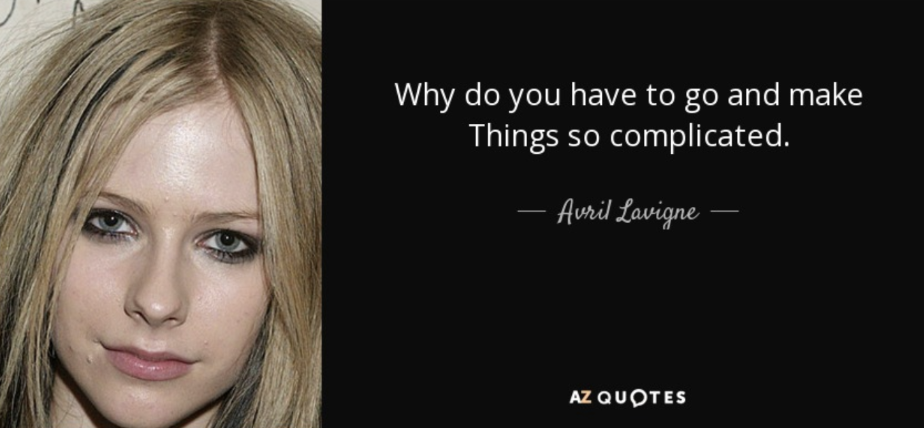 Why do you have to go and make
Things so complicated.
Avril Lavigne
AZ QUOTES